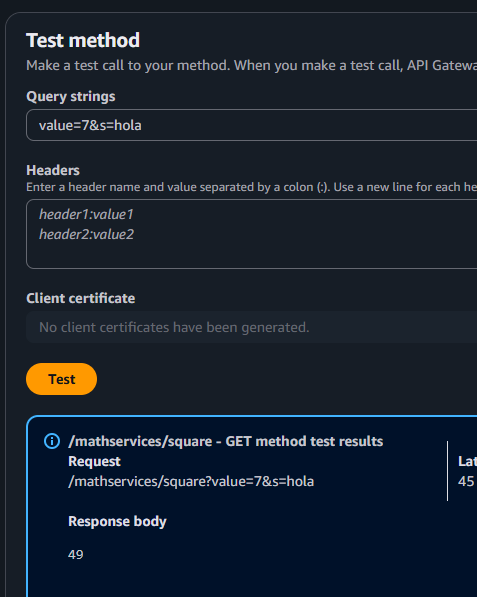 Test method
Make a test call to your method. When you make a test call, API Gatewa
Query strings
value=7&s=hola
Headers
Enter a header name and value separated by a colon (:). Use a new line for each he
header1:value1
header2:value2
Client certificate
No client certificates have been generated.
Test
/mathservices/square - GET method test results
Request
/mathservices/square?value=7&s=hola
Lat
45
Response body
49